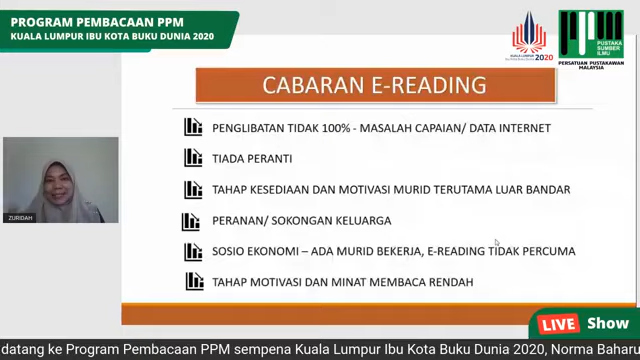 PROGRAM PEMBACAAN PPM
KUALA LUMPUR IBU KOTA BUKU DUNIA 2020
2020
PUSTAKA
SUMBER
ILMU
PERSATUAN PUSTAKAWAN
MALAYSIA
CABARAN E-READING
PENGLIBATAN TIDAK 100% - MASALAH CAPAIAN/ DATA INTERNET
TIADA PERANTI
TAHAP KESEDIAAN DAN MOTIVASI MURID TERUTAMA LUAR BANDAR
PERANAN/ SOKONGAN KELUARGA
SOSIO EKONOMI – ADA MURID BEKERJA, E-READING TIDAK PERCUMA
TAHAP MOTIVASI DAN MINAT MEMBACA RENDAH
ZURIDAH
LIVE Show
datang ke Program Pembacaan PPM sempena Kuala Lumpur Ibu Kota Buku Dunia 2020, Norma Baharu